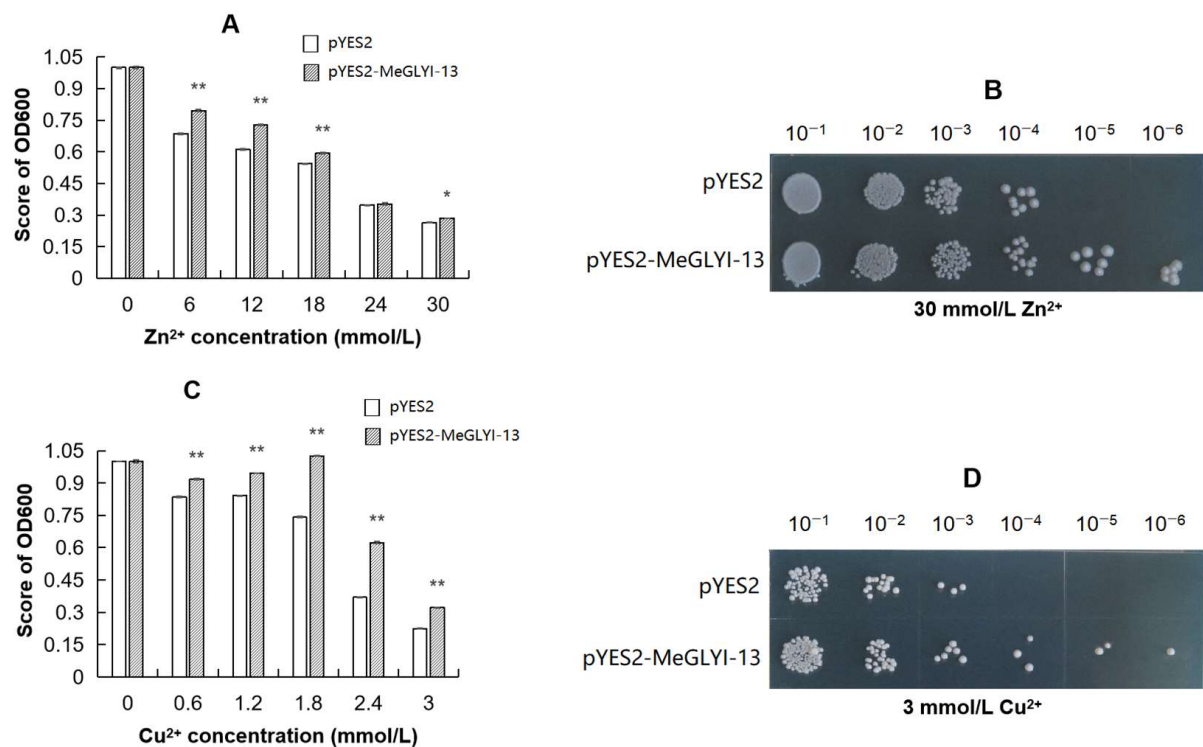 A
pYES2
pYES2-MeGLYI-13
1.05
0.9
0.75
0.6
0.45
0.3
0.15
0
** ** ** *
0 6 12 18 24 30
Score of OD600
Zn²⁺ concentration (mmol/L)
B
10⁻¹ 10⁻² 10⁻³ 10⁻⁴ 10⁻⁵ 10⁻⁶
pYES2
pYES2-MeGLYI-13
30 mmol/L Zn²⁺
C
pYES2
pYES2-MeGLYI-13
1.05
0.9
0.75
0.6
0.45
0.3
0.15
0
** ** ** ** **
0 0.6 1.2 1.8 2.4 3
Score of OD600
Cu²⁺ concentration (mmol/L)
D
10⁻¹ 10⁻² 10⁻³ 10⁻⁴ 10⁻⁵ 10⁻⁶
pYES2
pYES2-MeGLYI-13
3 mmol/L Cu²⁺